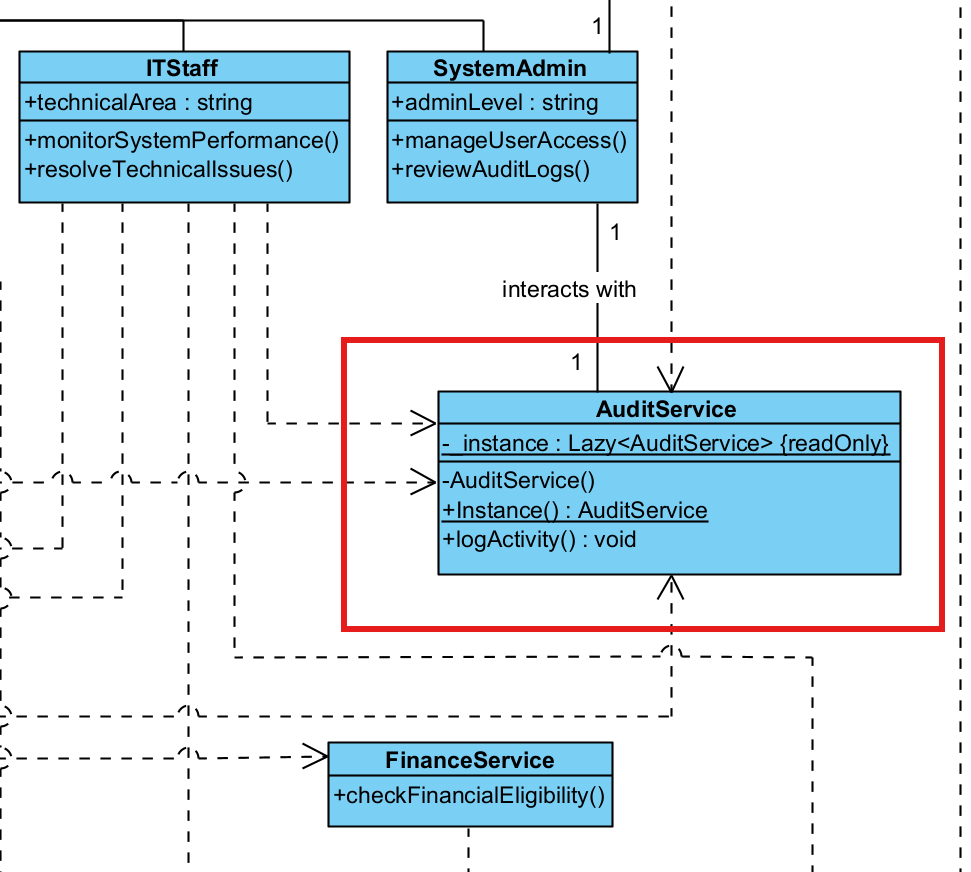 1
ITStaff
+technicalArea : string
+monitorSystemPerformance()
+resolveTechnicalIssues()
SystemAdmin
+adminLevel : string
+manageUserAccess()
+reviewAuditLogs()
1
interacts with
1
AuditService
-_instance : Lazy<AuditService> {readOnly}
-AuditService()
+Instance() : AuditService
+logActivity() : void
FinanceService
+checkFinancialEligibility()